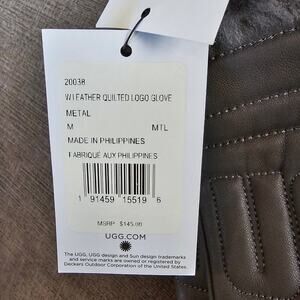 20038
W LEATHER QUILTED LOGO GLOVE
METAL
M MTL
MADE IN PHILIPPINES
FABRIQUÉ AUX PHILIPPINES
1 91459 15519 6
MSRP $145.00
UGG.COM
The UGG, UGG design and Sun design trademarks
and service marks are owned or registered by
Deckers Outdoor Corporation of the United States.